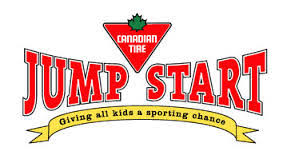 CANADIAN
TIRE
JUMP START
Giving all kids a sporting chance